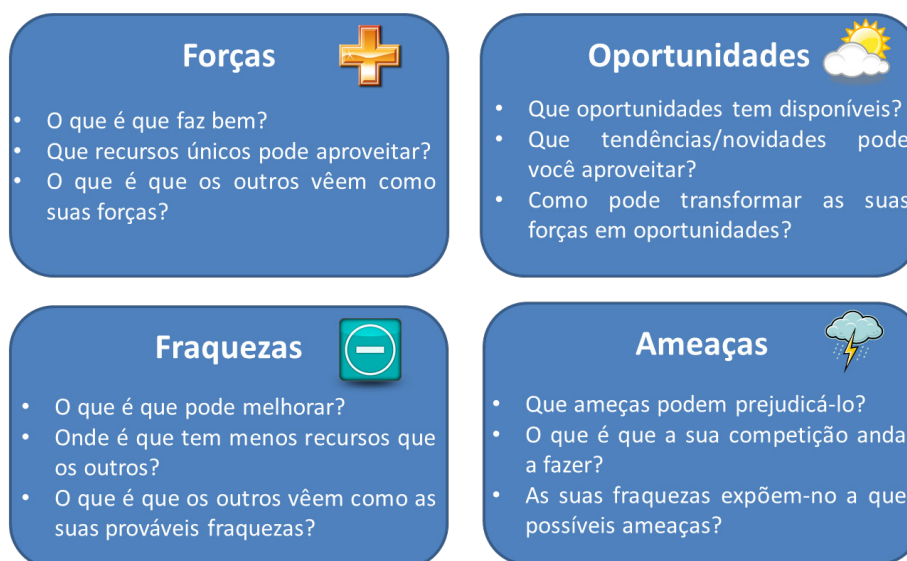 Forças
• O que é que faz bem?
• Que recursos únicos pode aproveitar?
• O que é que os outros vêem como
suas forças?
Oportunidades
• Que oportunidades tem disponíveis?
• Que tendências/novidades pode
você aproveitar?
• Como pode transformar as suas
forças em oportunidades?
Fraquezas
• O que é que pode melhorar?
• Onde é que tem menos recursos que
os outros?
• O que é que os outros vêem como as
suas prováveis fraquezas?
Ameaças
• Que ameças podem prejudicá-lo?
• O que é que a sua competição anda
a fazer?
• As suas fraquezas expõem-no a que
possíveis ameaças?